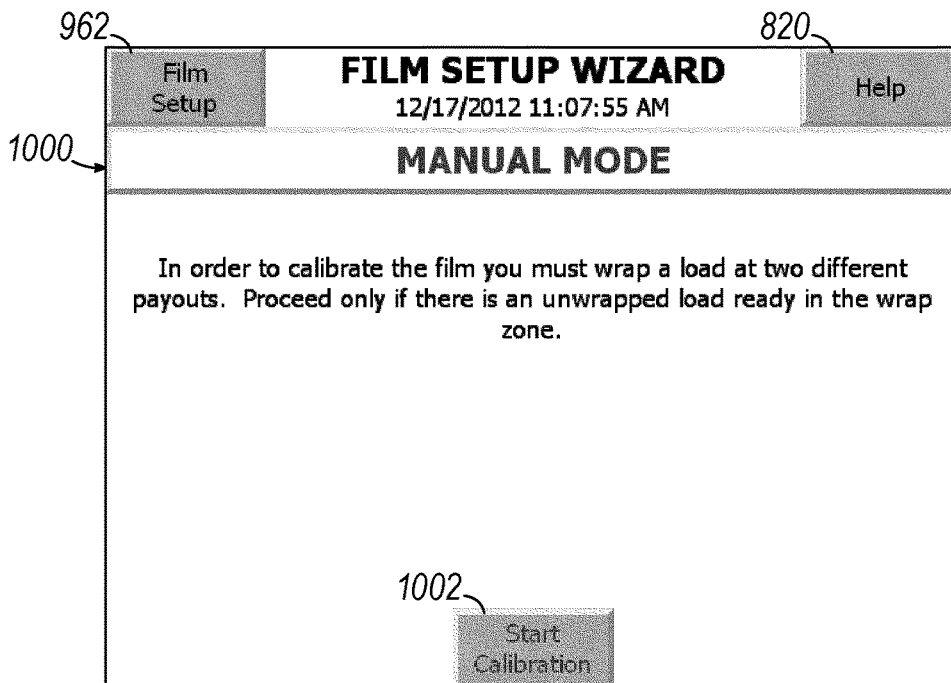 962
820
Film
Setup
FILM SETUP WIZARD
12/17/2012 11:07:55 AM
Help
1000
MANUAL MODE
In order to calibrate the film you must wrap a load at two different
payouts. Proceed only if there is an unwrapped load ready in the wrap
zone.
1002
Start
Calibration